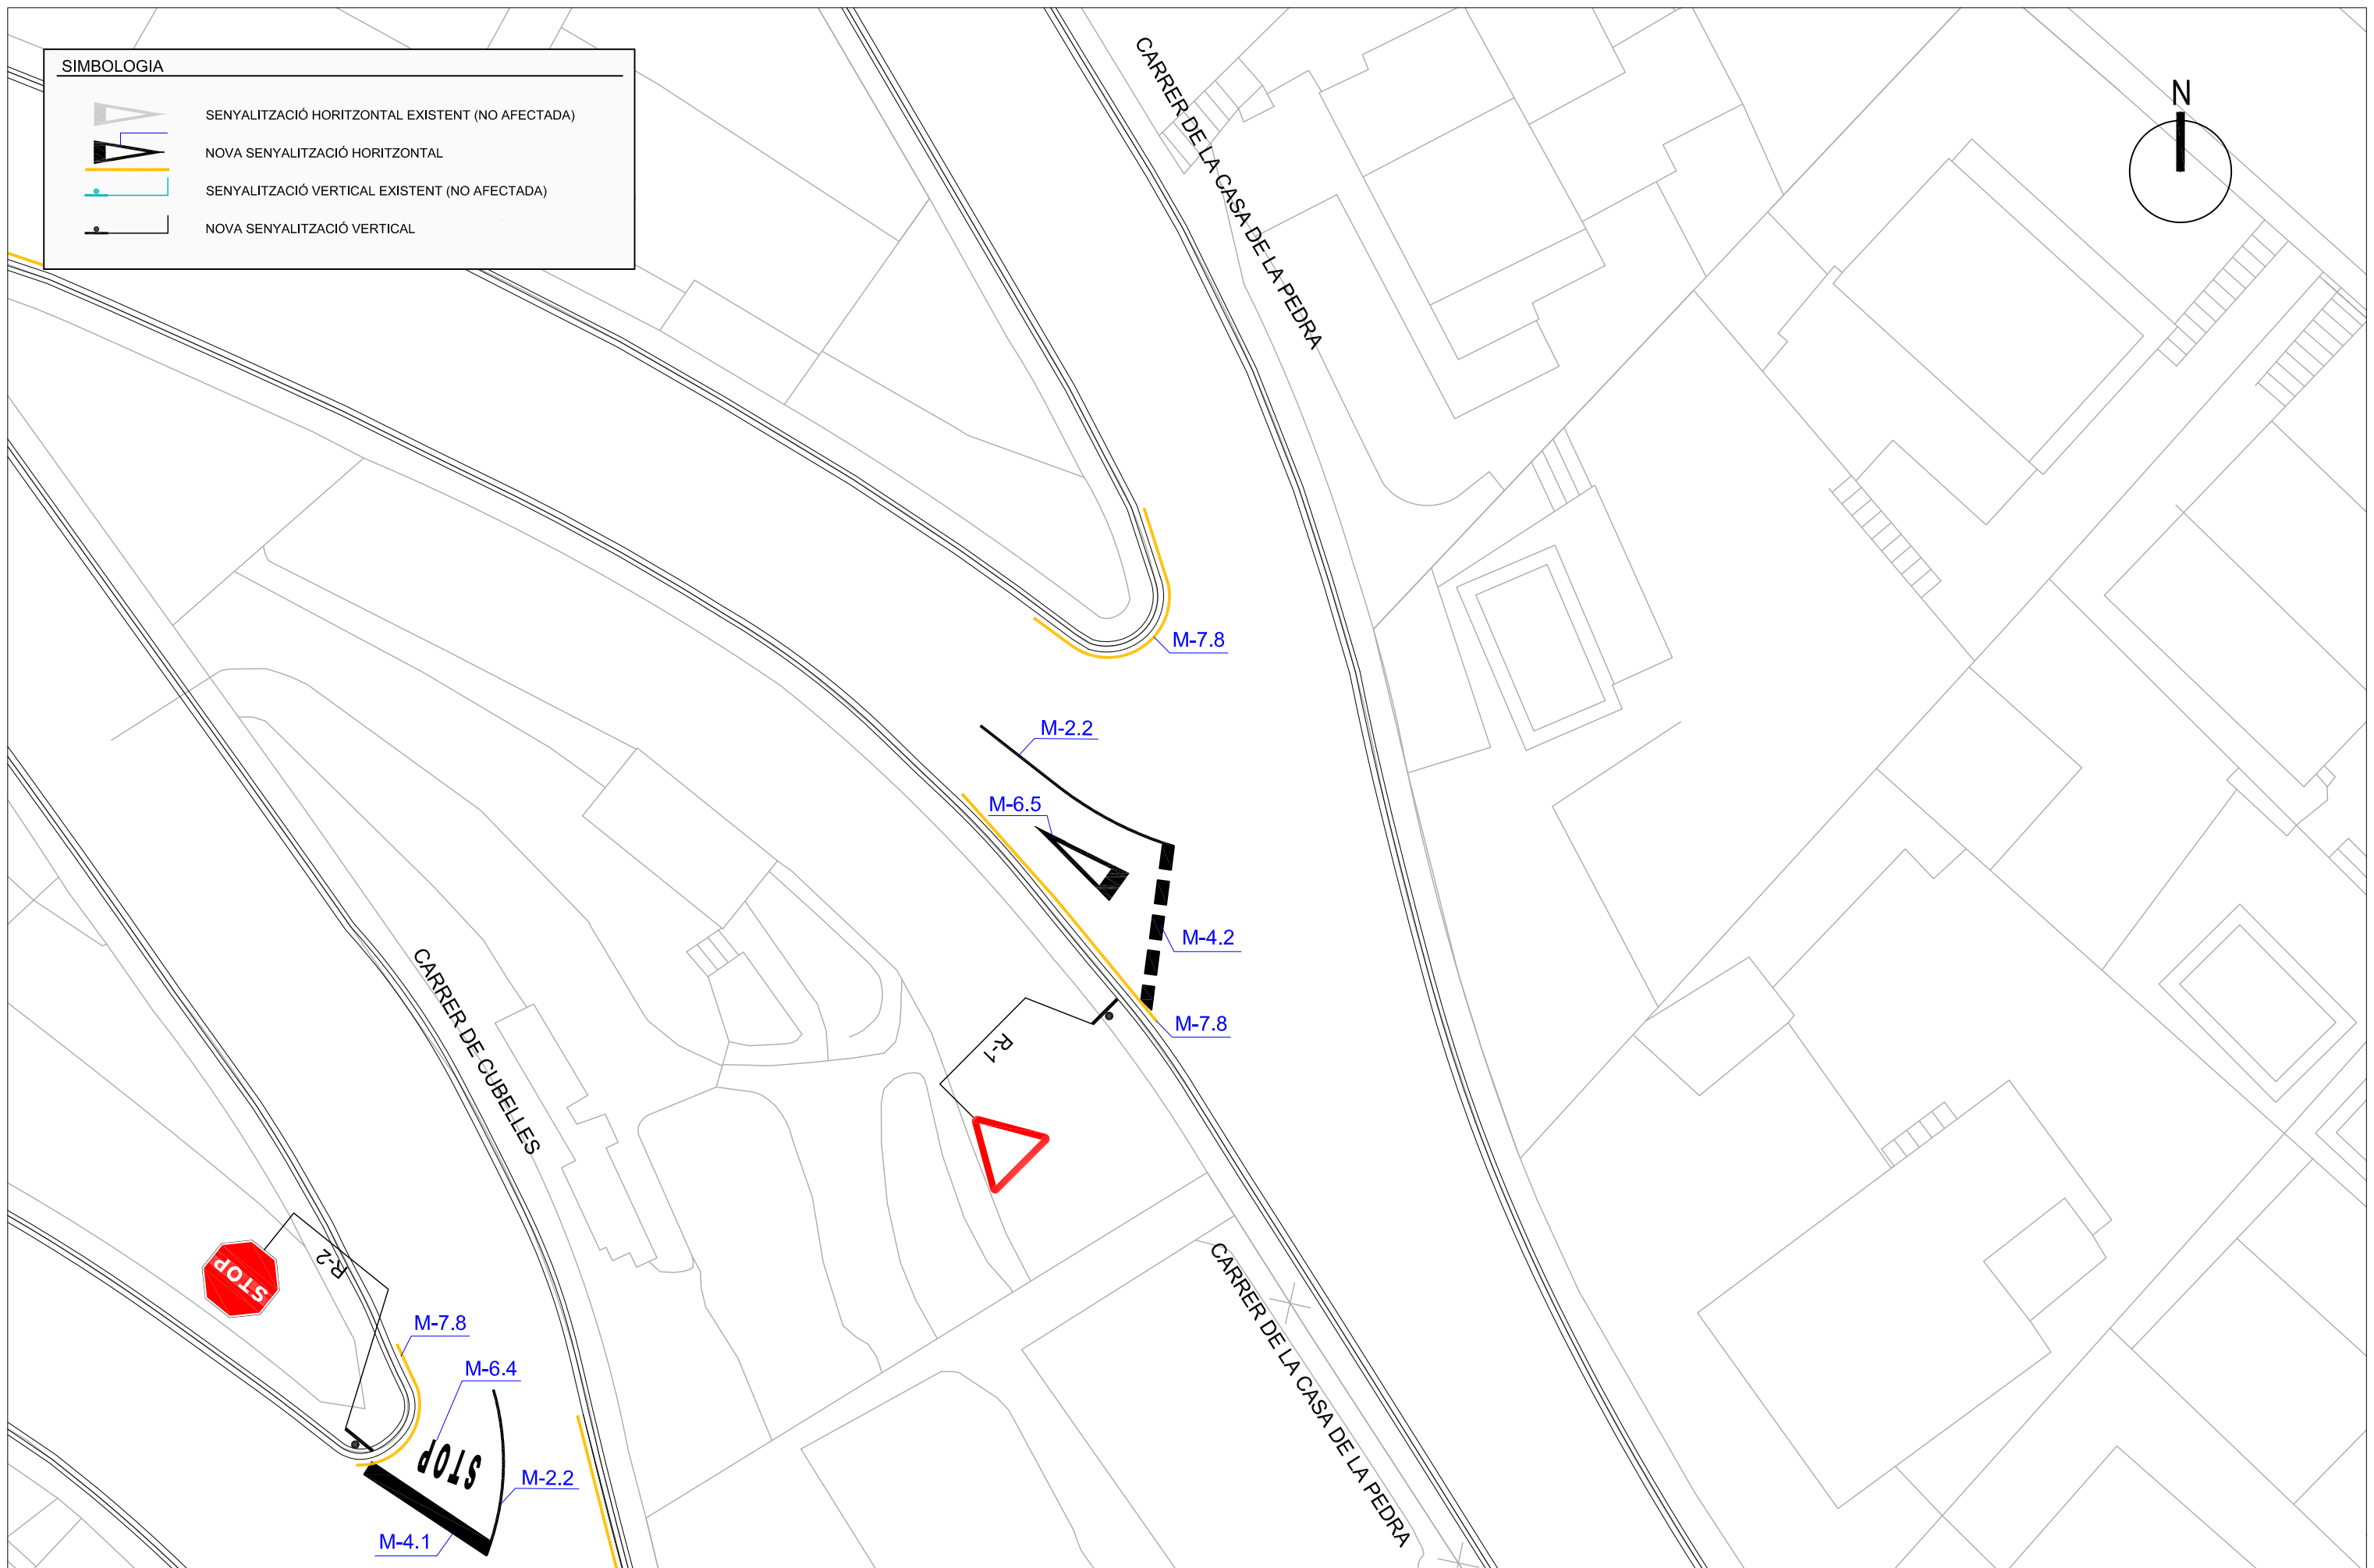 SIMBOLOGIA
SENYALITZACIÓ HORITZONTAL EXISTENT (NO AFECTADA)
NOVA SENYALITZACIÓ HORITZONTAL
SENYALITZACIÓ VERTICAL EXISTENT (NO AFECTADA)
NOVA SENYALITZACIÓ VERTICAL
CARRER DE LA CASA DE LA PEDRA
N
M-7.8
M-2.2
M-6.5
M-4.2
M-7.8
R-1
CARRER DE CUBELLES
CARRER DE LA CASA DE LA PEDRA
R-2
STOP
M-7.8
M-6.4
STOP
M-2.2
M-4.1